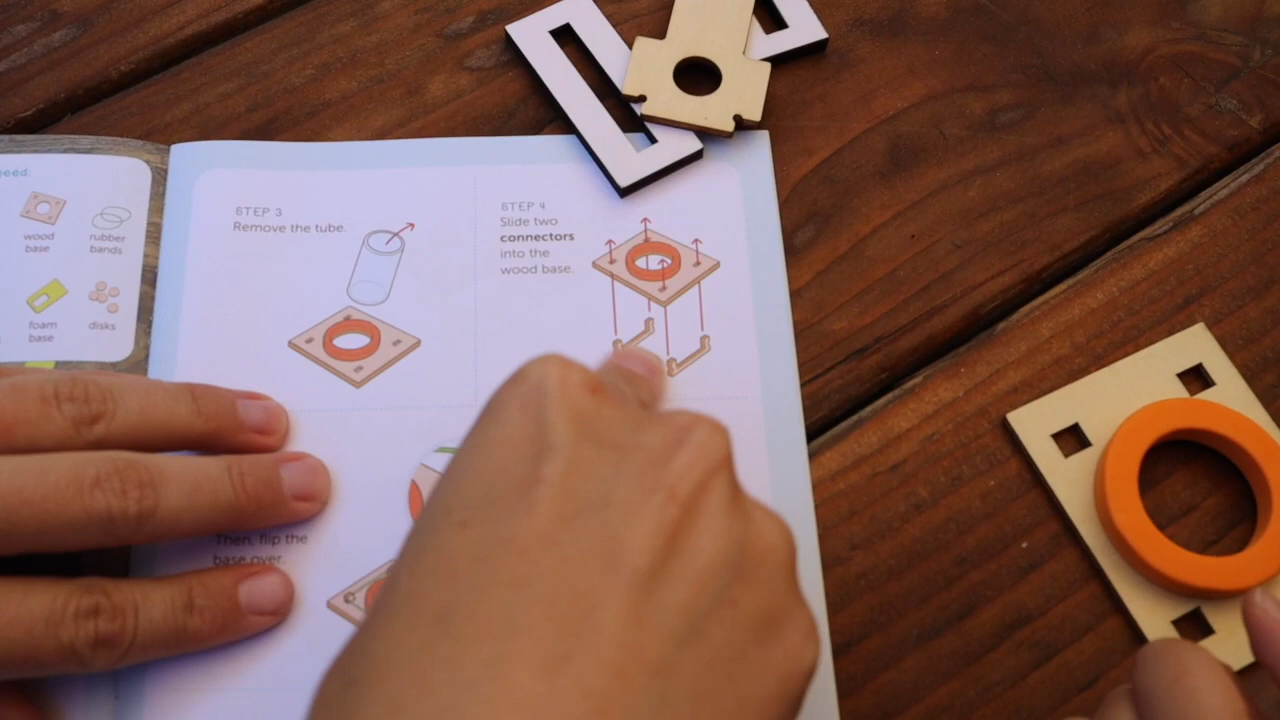 wood
base
rubber
bands
foam
base
disks
STEP 3
Remove the tube.
STEP 4
Slide two
connectors
into the
wood base.
Then, flip the
base over.